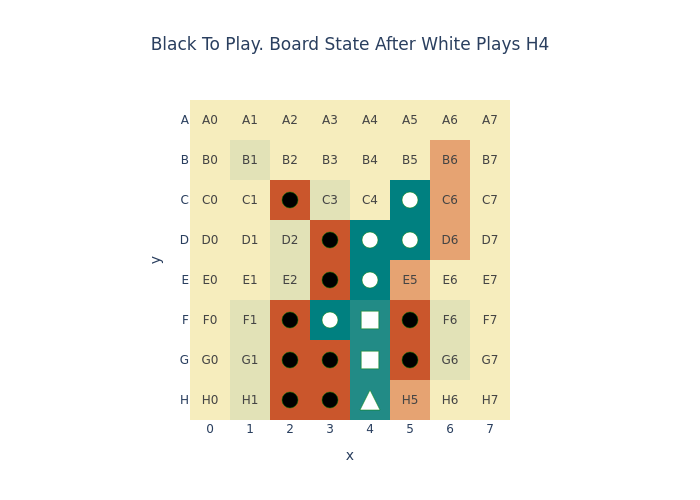 Black To Play. Board State After White Plays H4
A A0 A1 A2 A3 A4 A5 A6 A7
B B0 B1 B2 B3 B4 B5 B6 B7
C C0 C1 C3 C4 C6 C7
D D0 D1 D2 D6 D7
E E0 E1 E2 E5 E6 E7
F F0 F1 F6 F7
G G0 G1 G6 G7
H H0 H1 H5 H6 H7
0 1 2 3 4 5 6 7
x
y